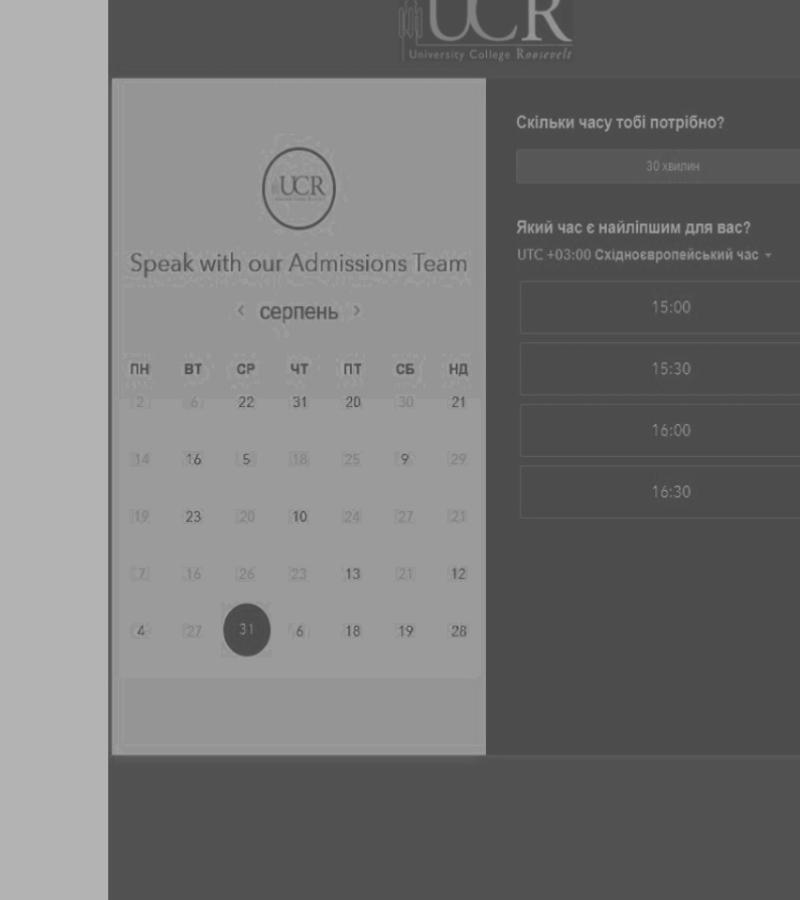 UCR
University College Roosevelt
UCR
Speak with our Admissions Team
‹ серпень ›
ПН ВТ СР ЧТ ПТ СБ НД
2 6 22 31 20 30 21
14 16 5 18 25 9 29
19 23 20 10 24 27 21
7 16 26 23 13 21 12
4 27 31 6 18 19 28
Скільки часу тобі потрібно?
30 хвилин
Який час є найліпшим для вас?
UTC +03:00 Східноєвропейський час
15:00
15:30
16:00
16:30